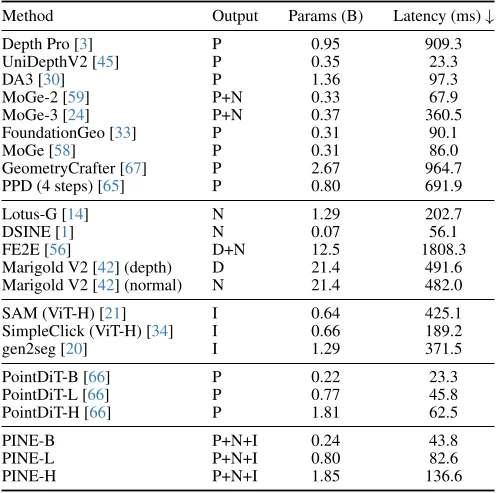 Method Output Params (B) Latency (ms) ↓
Depth Pro [3] P 0.95 909.3
UniDepthV2 [45] P 0.35 23.3
DA3 [30] P 1.36 97.3
MoGe-2 [59] P+N 0.33 67.9
MoGe-3 [24] P+N 0.37 360.5
FoundationGeo [33] P 0.31 90.1
MoGe [58] P 0.31 86.0
GeometryCrafter [67] P 2.67 964.7
PPD (4 steps) [65] P 0.80 691.9
Lotus-G [14] N 1.29 202.7
DSINE [1] N 0.07 56.1
FE2E [56] D+N 12.5 1808.3
Marigold V2 [42] (depth) D 21.4 491.6
Marigold V2 [42] (normal) N 21.4 482.0
SAM (ViT-H) [21] I 0.64 425.1
SimpleClick (ViT-H) [34] I 0.66 189.2
gen2seg [20] I 1.29 371.5
PointDiT-B [66] P 0.22 23.3
PointDiT-L [66] P 0.77 45.8
PointDiT-H [66] P 1.81 62.5
PINE-B P+N+I 0.24 43.8
PINE-L P+N+I 0.80 82.6
PINE-H P+N+I 1.85 136.6